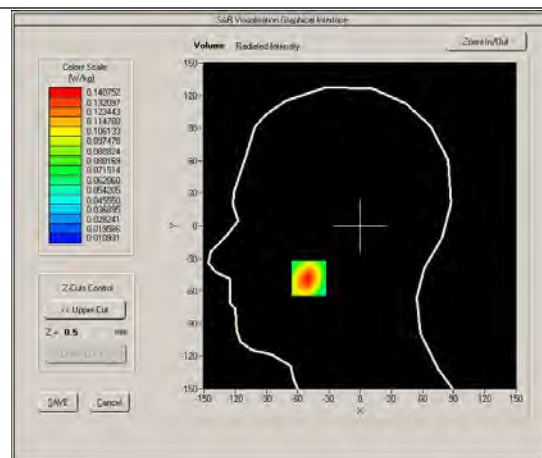 SAR Visualisation Graphical Interface
Volume Radiated Intensity
Zoom In/Out
Colors Scale
(W/kg)
0.140752
0.132097
0.123443
0.114788
0.106133
0.097478
0.088824
0.080169
0.071514
0.062860
0.054205
0.045550
0.036895
0.028241
0.019586
0.010931
Z-Cuts Control
<< Upper Cut
Z = 0.5 mm
SAVE Cancel
150
120
90
60
30
0
-30
-60
-90
-120
-150
Y
-150 -120 -90 -60 -30 0 30 60 90 120 150
X